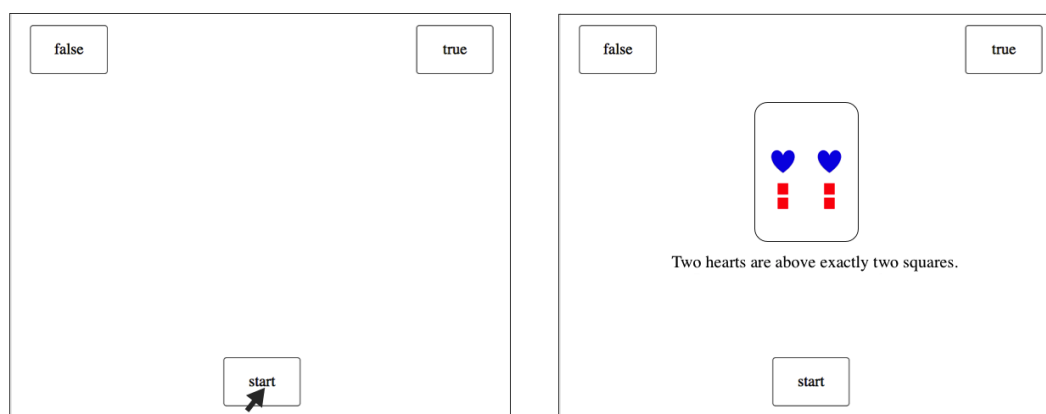 false
true
start
false
true
Two hearts are above exactly two squares.
start